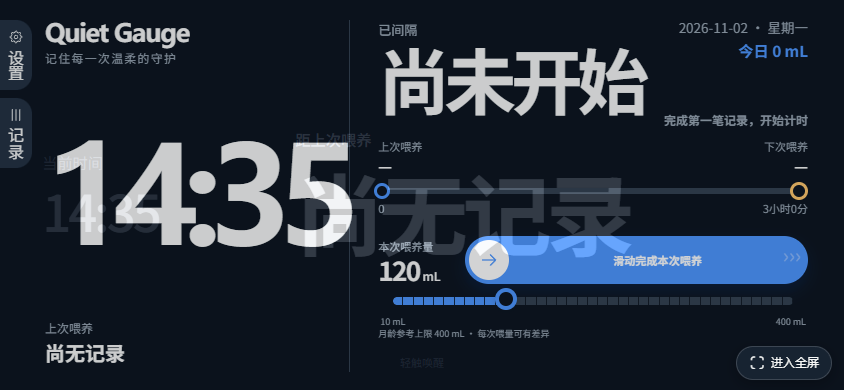 设置
记录
Quiet Gauge
记住每一次温柔的守护
当前时间
14:35
14:35
上次喂养
尚无记录
已间隔
尚未开始
2026-11-02 · 星期一
今日 0 mL
完成第一笔记录，开始计时
距上次喂养
尚无记录
上次喂养
下次喂养
—
—
0
3小时0分
本次喂养量
120 mL
滑动完成本次喂养
10 mL
400 mL
月龄参考上限 400 mL · 每次喂量可有差异
轻触唤醒
进入全屏